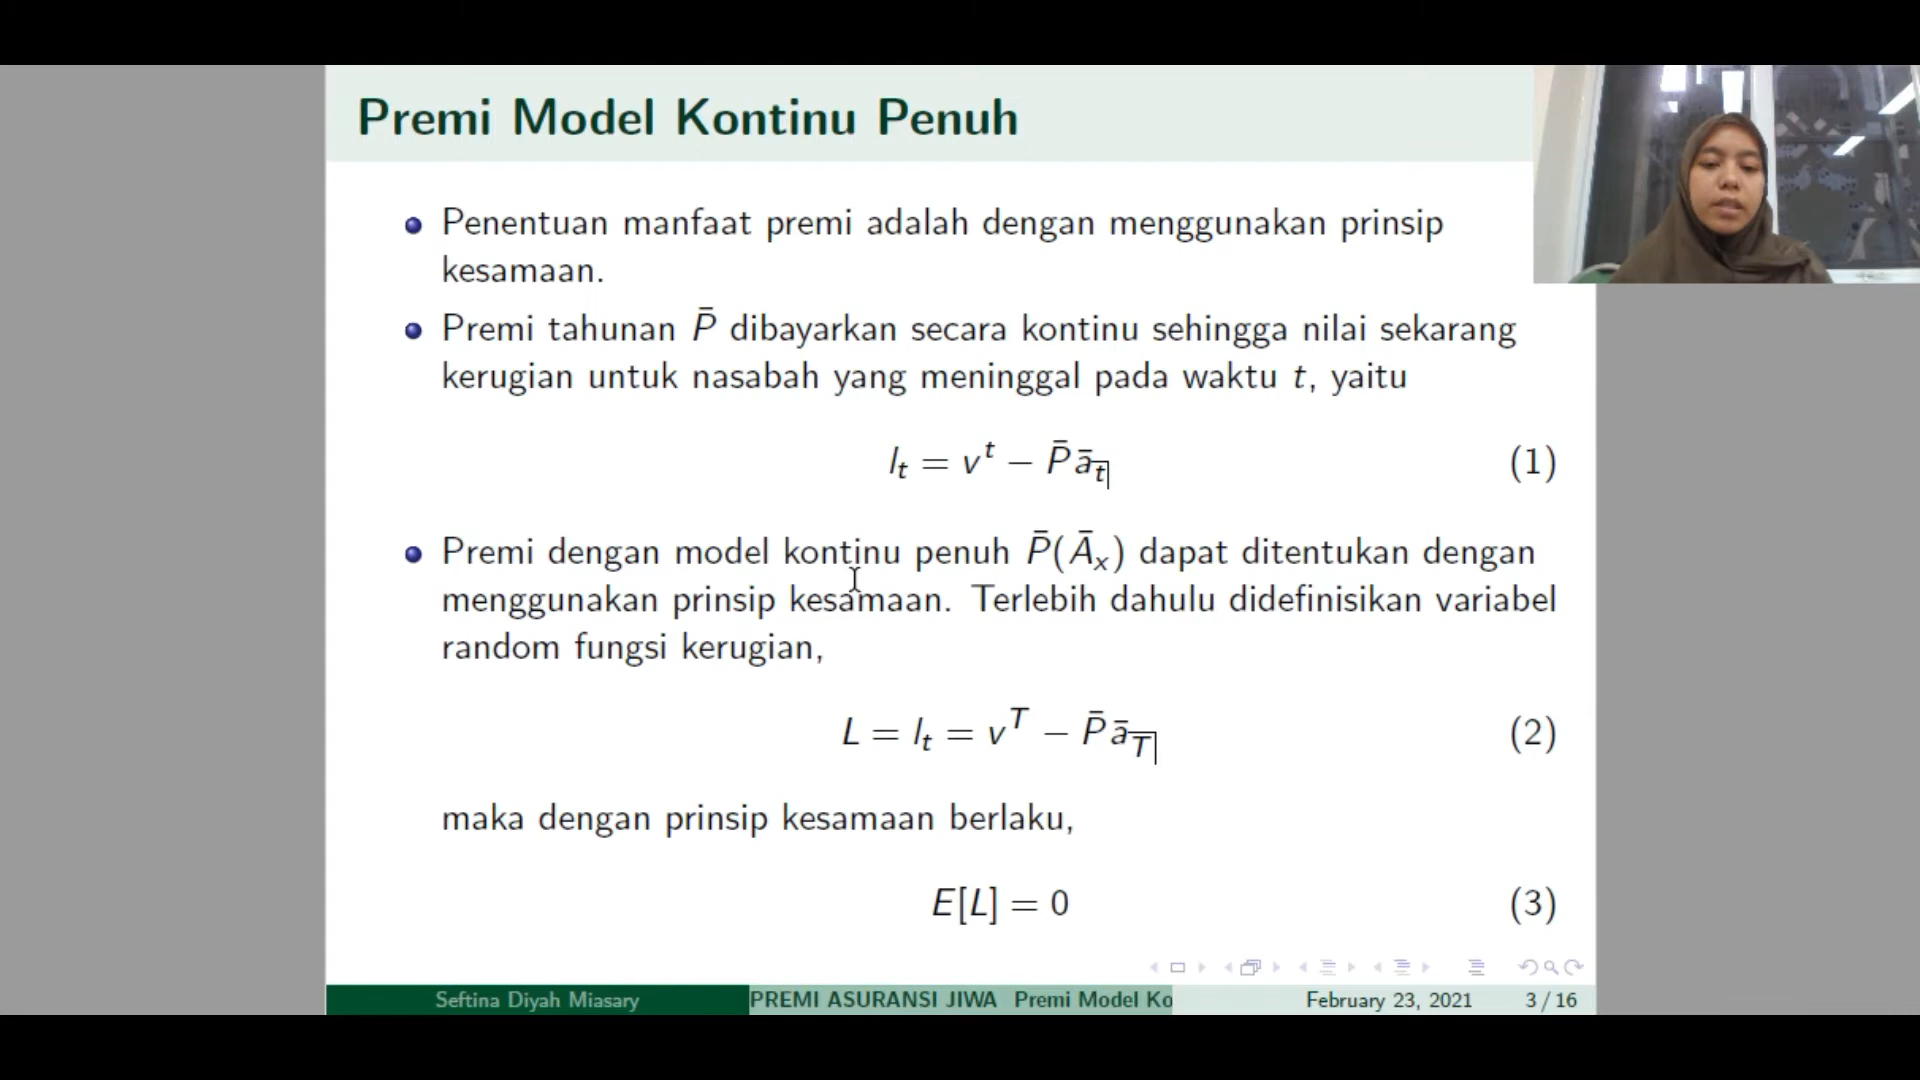 Premi Model Kontinu Penuh
Penentuan manfaat premi adalah dengan menggunakan prinsip
kesamaan.
Premi tahunan P̄ dibayarkan secara kontinu sehingga nilai sekarang
kerugian untuk nasabah yang meninggal pada waktu t, yaitu
l_t = v^t − P̄ ā_t̅| (1)
Premi dengan model kontinu penuh P̄(Ā_x) dapat ditentukan dengan
menggunakan prinsip kesamaan. Terlebih dahulu didefinisikan variabel
random fungsi kerugian,
L = l_t = v^T − P̄ ā_T̅| (2)
maka dengan prinsip kesamaan berlaku,
E[L] = 0 (3)
Seftina Diyah Miasary PREMI ASURANSI JIWA Premi Model Ko February 23, 2021 3 / 16